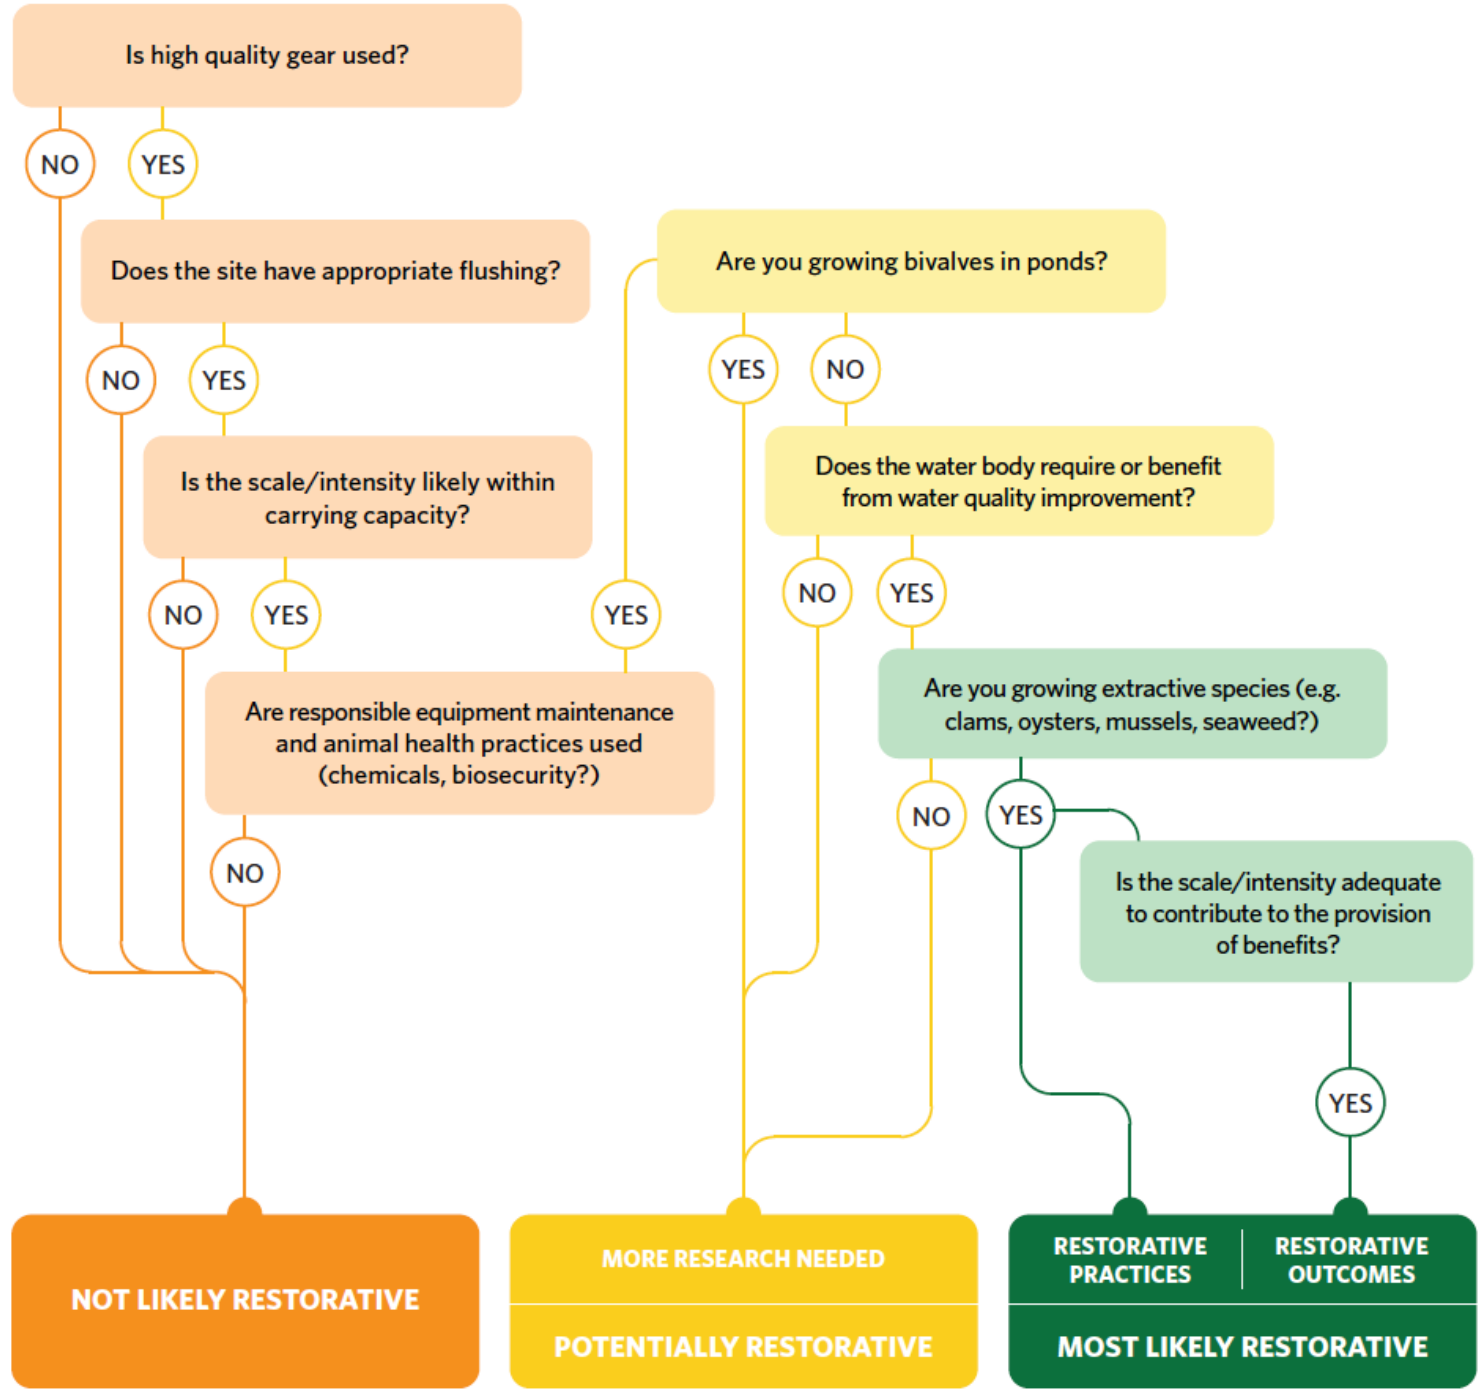 Is high quality gear used?
NO
YES
Does the site have appropriate flushing?
NO
YES
Is the scale/intensity likely within
carrying capacity?
NO
YES
Are responsible equipment maintenance
and animal health practices used
(chemicals, biosecurity?)
NO
YES
Are you growing bivalves in ponds?
YES
NO
Does the water body require or benefit
from water quality improvement?
NO
YES
Are you growing extractive species (e.g.
clams, oysters, mussels, seaweed?)
NO
YES
Is the scale/intensity adequate
to contribute to the provision
of benefits?
YES
NOT LIKELY RESTORATIVE
MORE RESEARCH NEEDED
POTENTIALLY RESTORATIVE
RESTORATIVE
PRACTICES
RESTORATIVE
OUTCOMES
MOST LIKELY RESTORATIVE